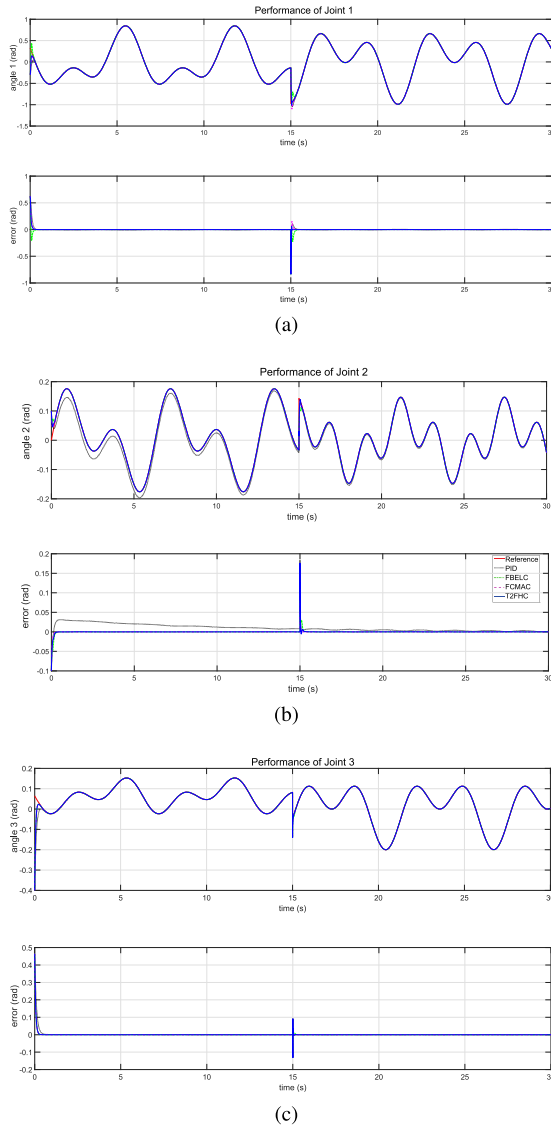 Performance of Joint 1
angle 1 (rad)
1
0.5
0
-0.5
-1
-1.5
0 5 10 15 20 25 30
time (s)
error (rad)
1
0.5
0
-0.5
-1
0 5 10 15 20 25 30
time (s)
(a)
Performance of Joint 2
angle 2 (rad)
0.2
0.1
0
-0.1
-0.2
0 5 10 15 20 25 30
time (s)
error (rad)
0.2
0.15
0.1
0.05
0
-0.05
-0.1
Reference
PID
FBELC
FCMAC
T2FHC
0 5 10 15 20 25 30
time (s)
(b)
Performance of Joint 3
angle 3 (rad)
0.2
0.1
0
-0.1
-0.2
-0.3
-0.4
0 5 10 15 20 25 30
time (s)
error (rad)
0.5
0.4
0.3
0.2
0.1
0
-0.1
-0.2
0 5 10 15 20 25 30
time (s)
(c)